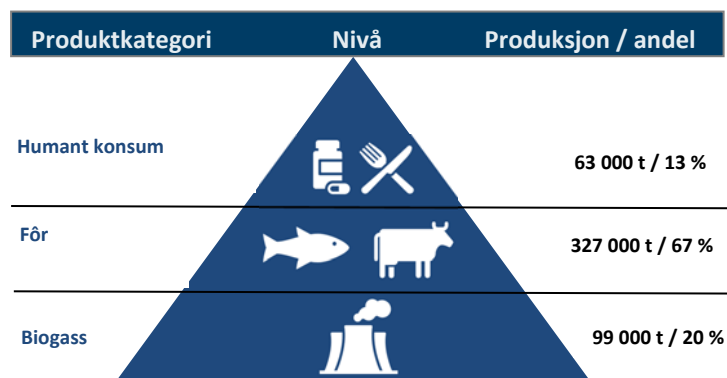 Produktkategori Nivå Produksjon / andel
Humant konsum 63 000 t / 13 %
Fôr 327 000 t / 67 %
Biogass 99 000 t / 20 %